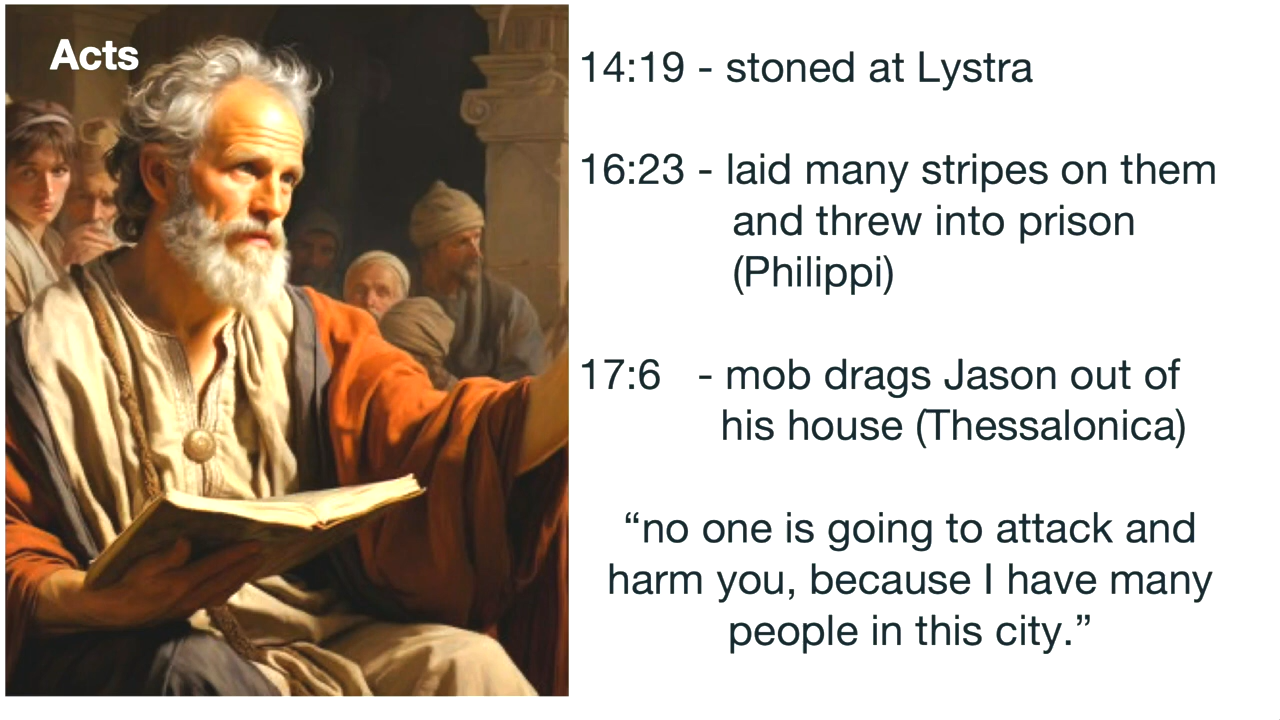 Acts
14:19 - stoned at Lystra
16:23 - laid many stripes on them
and threw into prison
(Philippi)
17:6 - mob drags Jason out of
his house (Thessalonica)
“no one is going to attack and
harm you, because I have many
people in this city.”